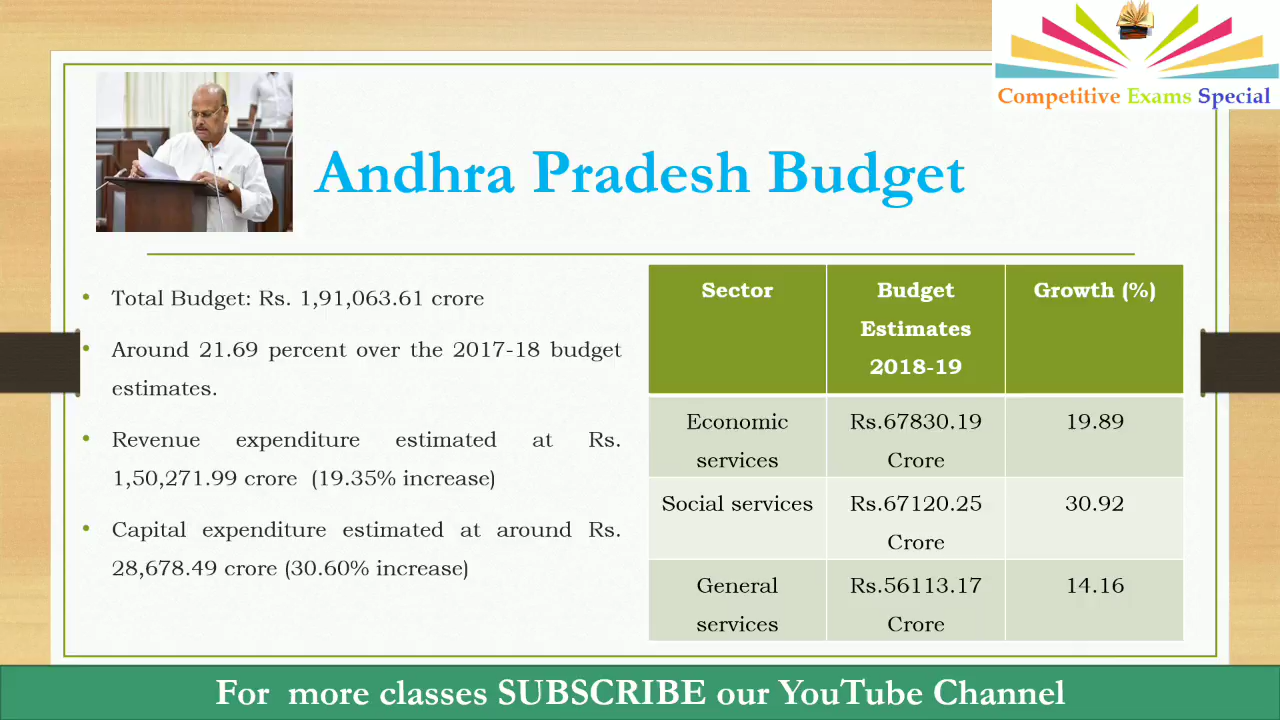 Competitive Exams Special
Andhra Pradesh Budget
• Total Budget: Rs. 1,91,063.61 crore
• Around 21.69 percent over the 2017-18 budget
estimates.
• Revenue expenditure estimated at Rs.
1,50,271.99 crore (19.35% increase)
• Capital expenditure estimated at around Rs.
28,678.49 crore (30.60% increase)
Sector
Budget
Estimates
2018-19
Growth (%)
Economic
services
Rs.67830.19
Crore
19.89
Social services
Rs.67120.25
Crore
30.92
General
services
Rs.56113.17
Crore
14.16
For more classes SUBSCRIBE our YouTube Channel